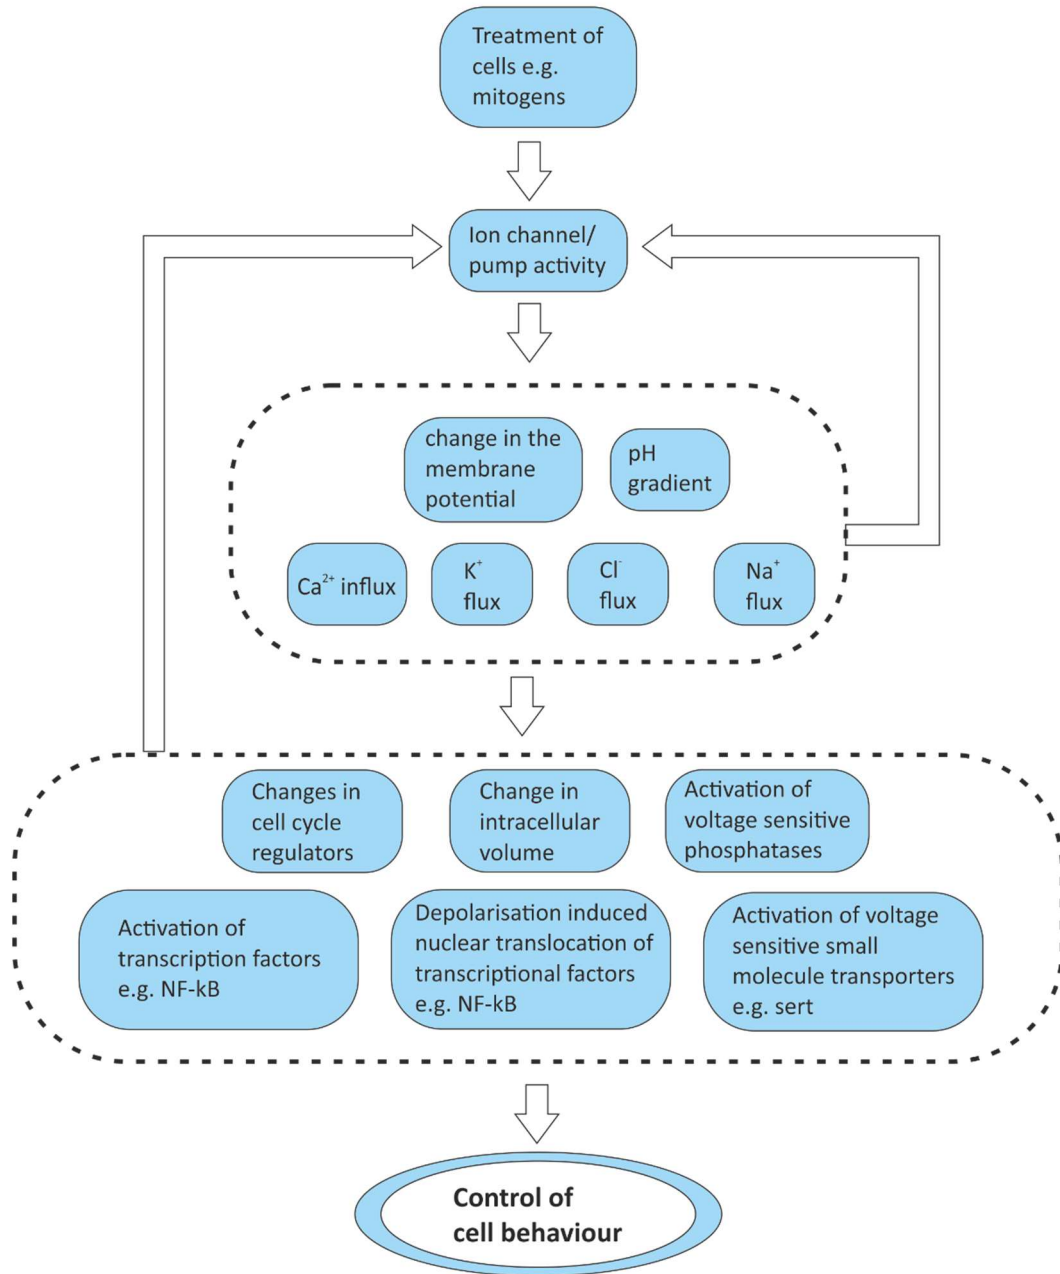 Treatment of
cells e.g.
mitogens
Ion channel/
pump activity
change in the
membrane
potential
pH
gradient
Ca²⁺ influx
K⁺
flux
Cl⁻
flux
Na⁺
flux
Changes in
cell cycle
regulators
Change in
intracellular
volume
Activation of
voltage sensitive
phosphatases
Activation of
transcription factors
e.g. NF-kB
Depolarisation induced
nuclear translocation of
transcriptional factors
e.g. NF-kB
Activation of voltage
sensitive small
molecule transporters
e.g. sert
Control of
cell behaviour